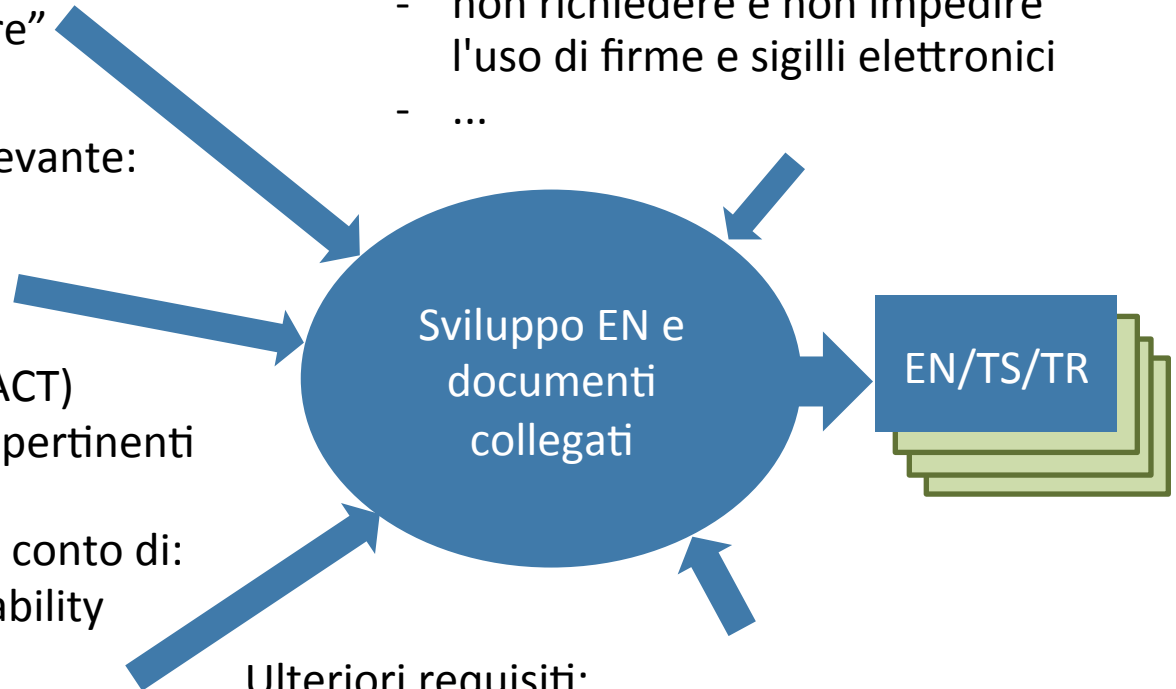 re”
- non richiedere e non impedire
l'uso di firme e sigilli elettronici
- ...
evante:
ACT)
pertinenti
conto di:
ability
Sviluppo EN e
documenti
collegati
EN/TS/TR
Ulteriori requisiti: